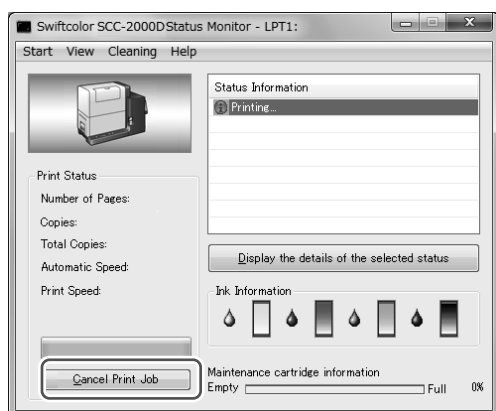 Swiftcolor SCC-2000DStatus Monitor - LPT1:
Start View Cleaning Help
Status Information
Printing...
Print Status
Number of Pages:
Copies:
Total Copies:
Automatic Speed:
Print Speed:
Cancel Print Job
Display the details of the selected status
Ink Information
Maintenance cartridge information
Empty Full 0%